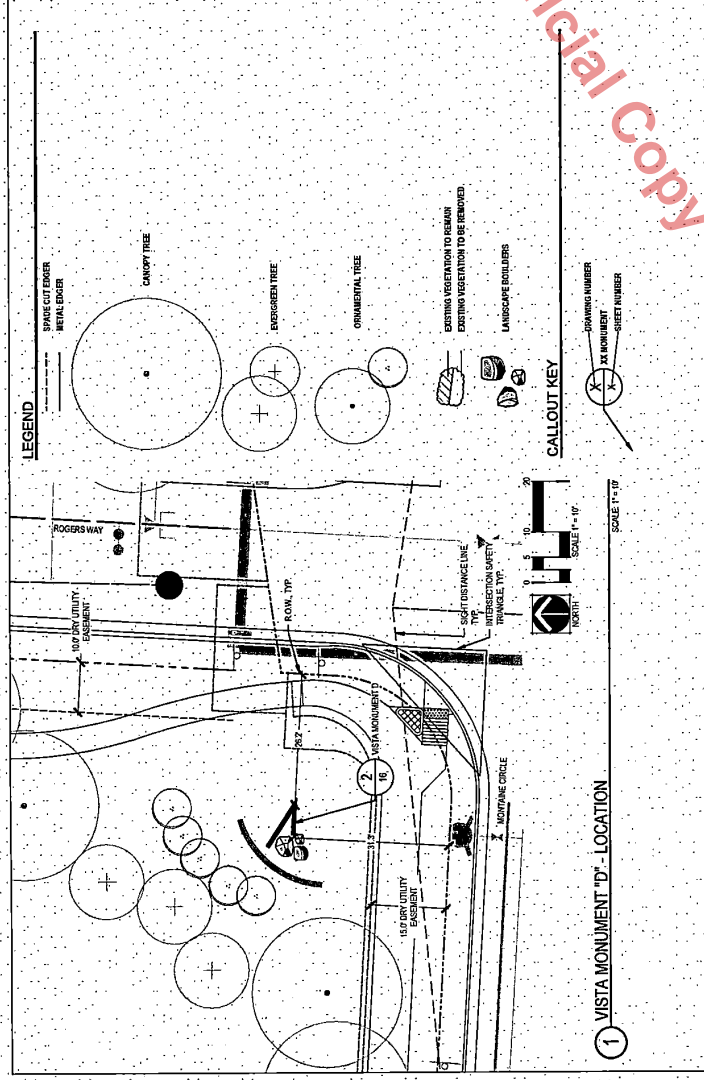 LEGEND
SPADE CUT EDGER
METAL EDGER
CANOPY TREE
EVERGREEN TREE
ORNAMENTAL TREE
EXISTING VEGETATION TO REMAIN
EXISTING VEGETATION TO BE REMOVED
LANDSCAPE BOULDERS
CALLOUT KEY
X
X
DRAWING NUMBER
XX MONUMENT
SHEET NUMBER
ROGERS WAY
10.0' DRY UTILITY
EASEMENT
R.O.W., TYP.
26.2'
2
16
VISTA MONUMENT D
15.0' DRY UTILITY
EASEMENT
SIGHT DISTANCE LINE,
TYP.
INTERSECTION SAFETY
TRIANGLE, TYP.
MONTAINE CIRCLE
NORTH
0 5 10 20
SCALE: 1" = 10'
1 VISTA MONUMENT "D" - LOCATION
SCALE: 1" = 10'
cial Copy